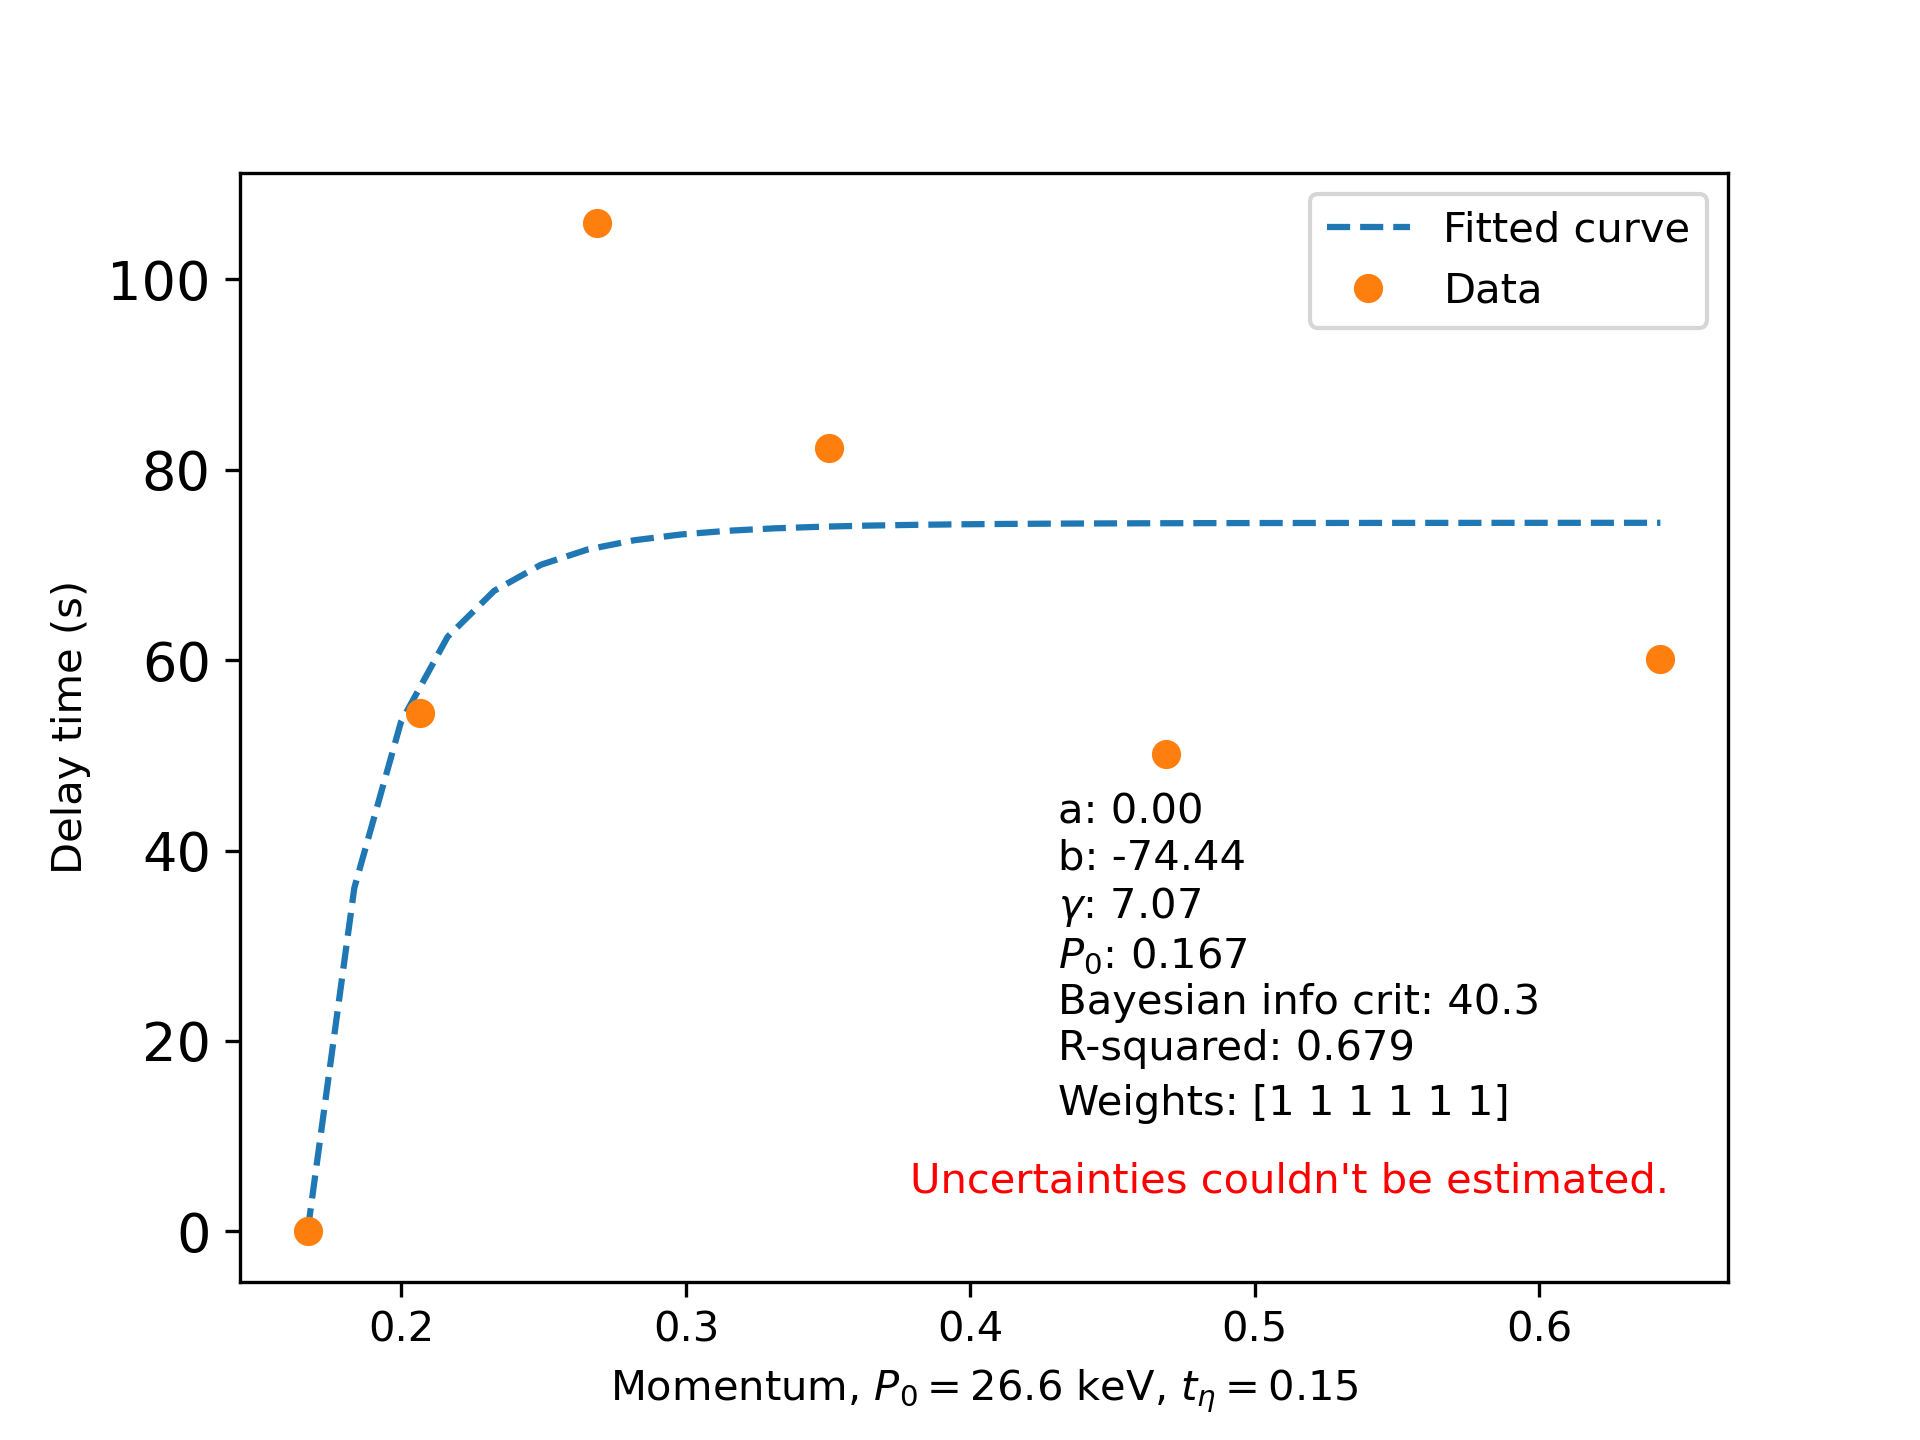 Fitted curve
Data
100
80
60
40
20
0
Delay time (s)
a: 0.00
b: -74.44
γ: 7.07
P₀: 0.167
Bayesian info crit: 40.3
R-squared: 0.679
Weights: [1 1 1 1 1 1]
Uncertainties couldn't be estimated.
0.2 0.3 0.4 0.5 0.6
Momentum, P₀ = 26.6 keV, tη = 0.15